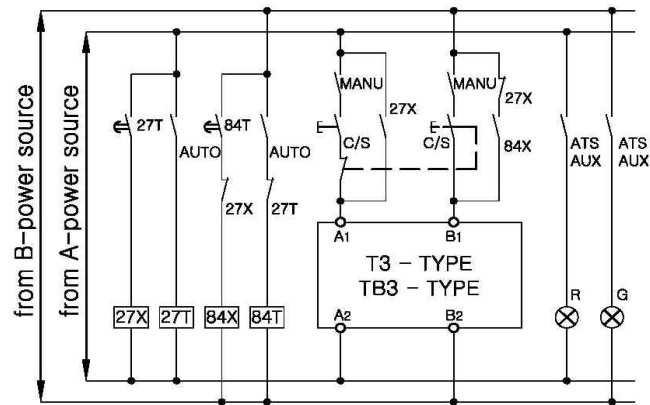 from B-power source
from A-power source
MANU
MANU
27X
27X
27T
84T
AUTO
AUTO
C/S
C/S
84X
ATS
AUX
ATS
AUX
27X
27T
A1
B1
T3 - TYPE
TB3 - TYPE
A2
B2
27X
27T
84X
84T
R
G